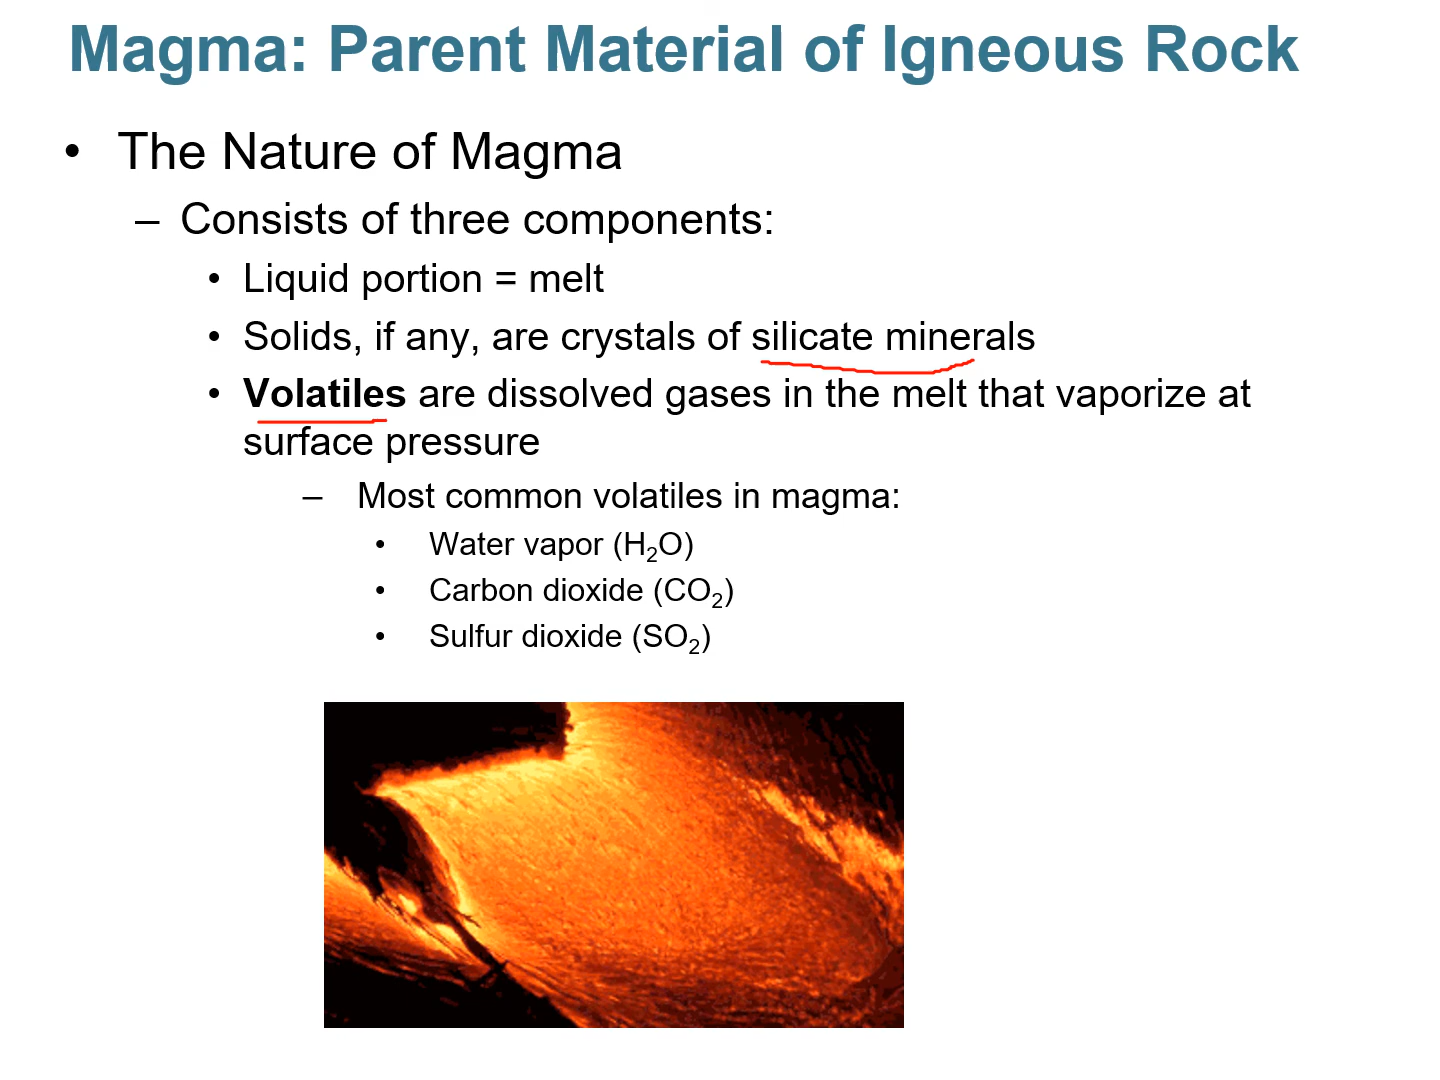 Magma: Parent Material of Igneous Rock
• The Nature of Magma
– Consists of three components:
• Liquid portion = melt
• Solids, if any, are crystals of silicate minerals
• Volatiles are dissolved gases in the melt that vaporize at
surface pressure
– Most common volatiles in magma:
• Water vapor (H₂O)
• Carbon dioxide (CO₂)
• Sulfur dioxide (SO₂)